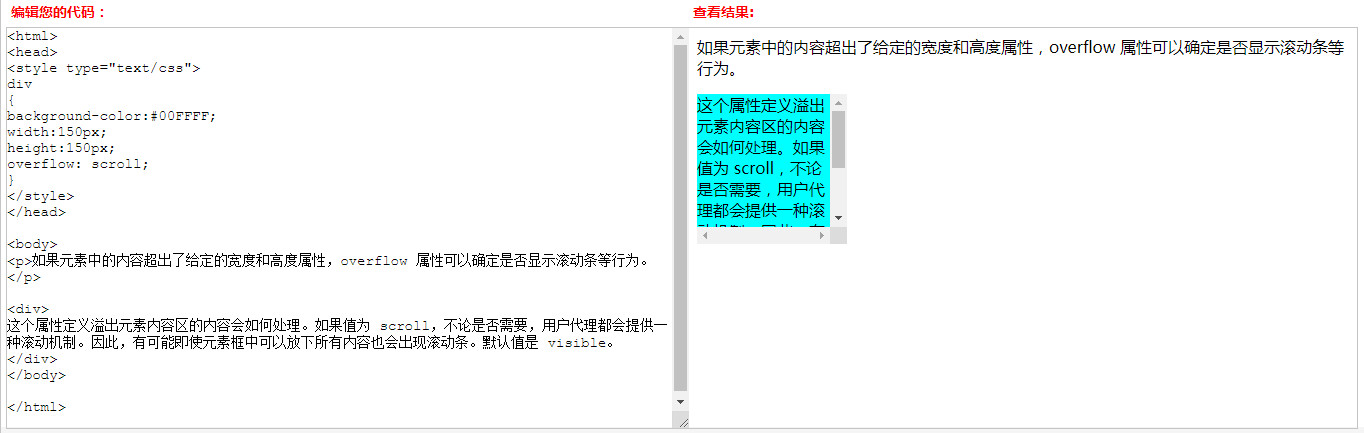 编辑您的代码：
<html>
<head>
<style type="text/css">
div
{
background-color:#00FFFF;
width:150px;
height:150px;
overflow: scroll;
}
</style>
</head>
<body>
<p>如果元素中的内容超出了给定的宽度和高度属性，overflow 属性可以确定是否显示滚动条等行为。
</p>
<div>
这个属性定义溢出元素内容区的内容会如何处理。如果值为 scroll，不论是否需要，用户代理都会提供一
种滚动机制。因此，有可能即使元素框中可以放下所有内容也会出现滚动条。默认值是 visible。
</div>
</body>
</html>
查看结果:
如果元素中的内容超出了给定的宽度和高度属性，overflow 属性可以确定是否显示滚动条等
行为。
这个属性定义溢出
元素内容区的内容
会如何处理。如果
值为 scroll，不论
是否需要，用户代
理都会提供一种滚